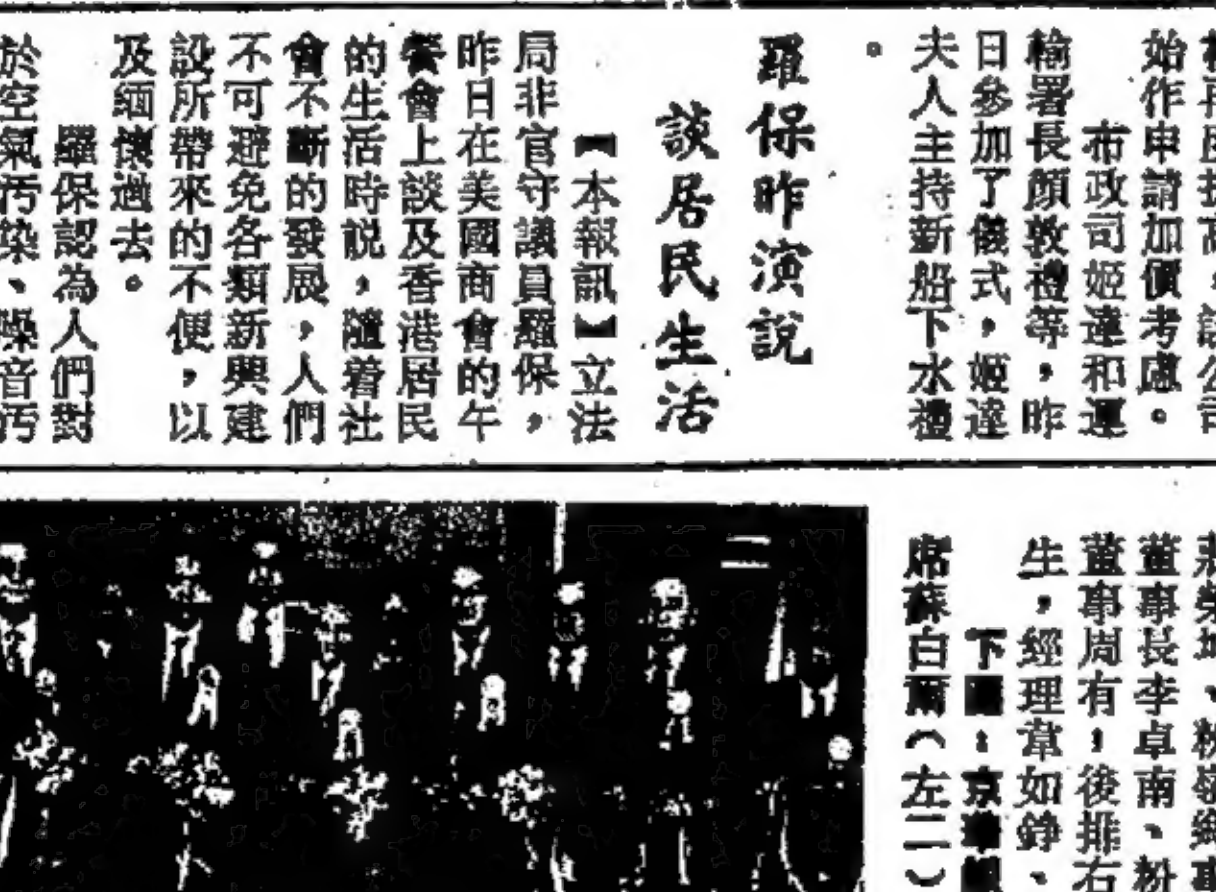 始作申請加價考慮。
布政司姬達和運
輸署長顏敦禮等，昨
日參加了儀式，姬達
夫人主持新船下水禮
。
羅保昨演説
談居民生活
【本報訊】立法
局非官守議員羅保，
昨日在美國商會的午
餐會上談及香港居民
的生活時説，隨着社
會不斷的發展，人們
不可避免各類新興建
設所帶來的不便，以
及緬懷過去。
羅保認為人們對
於空氣污染、噪音污
董事長李卓南、粉
董事周有，後排右
生，經理韋如錚、
下圖：京華
席蘇白爾（左二）